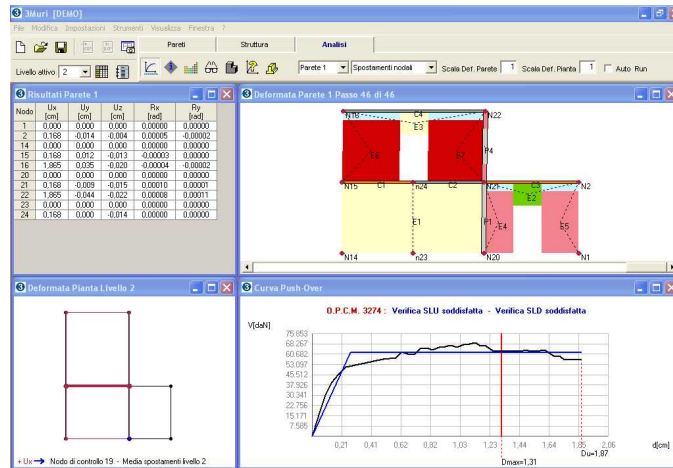 3Muri [DEMO]
File Modifica Impostazioni Strumenti Visualizza Finestra ?
Pareti Struttura Analisi
Livello attivo 2 Parete 1 Spostamenti nodali Scala Def. Parete 1 Scala Def. Pianta 1 Auto Run
Risultati Parete 1
Nodo Ux [cm] Uy [cm] Uz [cm] Rx [rad] Ry [rad]
1 0,000 0,000 0,000 0,00000 0,00000
2 0,168 -0,014 -0,004 0,00005 -0,00002
14 0,000 0,000 0,000 0,00000 0,00000
15 0,168 0,012 -0,013 -0,00003 0,00000
16 1,865 0,035 -0,020 -0,00004 -0,00002
20 0,000 0,000 0,000 0,00000 0,00000
21 0,168 -0,009 -0,015 0,00010 0,00001
22 1,865 -0,044 -0,022 0,00008 0,00011
23 0,000 0,000 0,000 0,00000 0,00000
24 0,168 0,000 -0,014 0,00000 0,00000
Deformata Parete 1 Passo 46 di 46
N16 C4 N22
E3
E6 E7 P4
N15 C1 n24 C2 N21 C3 N2
E2
E1 P1 E4 E5
N14 n23 N20 N1
Deformata Pianta Livello 2
+ Ux Nodo di controllo 19 - Media spostamenti livello 2
Curva Push-Over
O.P.C.M. 3274 : Verifica SLU soddisfatta - Verifica SLD soddisfatta
V[daN]
75.853
68.267
60.682
53.097
45.512
37.926
30.341
22.756
15.171
7.585
0,21 0,41 0,62 0,82 1,03 1,23 1,44 1,64 1,85 2,06 d[cm]
Du=1,87
Dmax=1,31